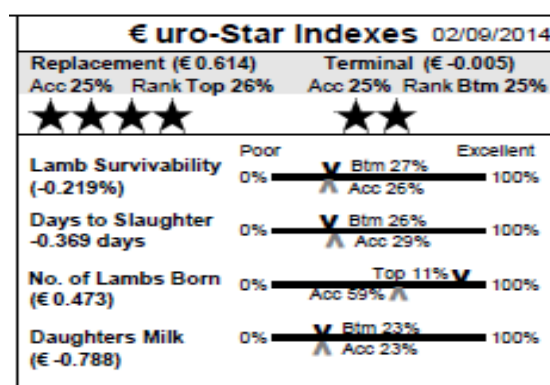 €uro-Star Indexes 02/09/2014
Replacement (€ 0.614) Terminal (€ -0.005)
Acc 25% Rank Top 26% Acc 25% Rank Btm 25%
Poor Excellent
Lamb Survivability 0% Btm 27% 100%
(-0.219%) Acc 26%
Days to Slaughter 0% Btm 26% 100%
-0.369 days Acc 29%
No. of Lambs Born 0% Top 11% 100%
(€ 0.473) Acc 59%
Daughters Milk 0% Btm 23% 100%
(€ -0.788) Acc 23%